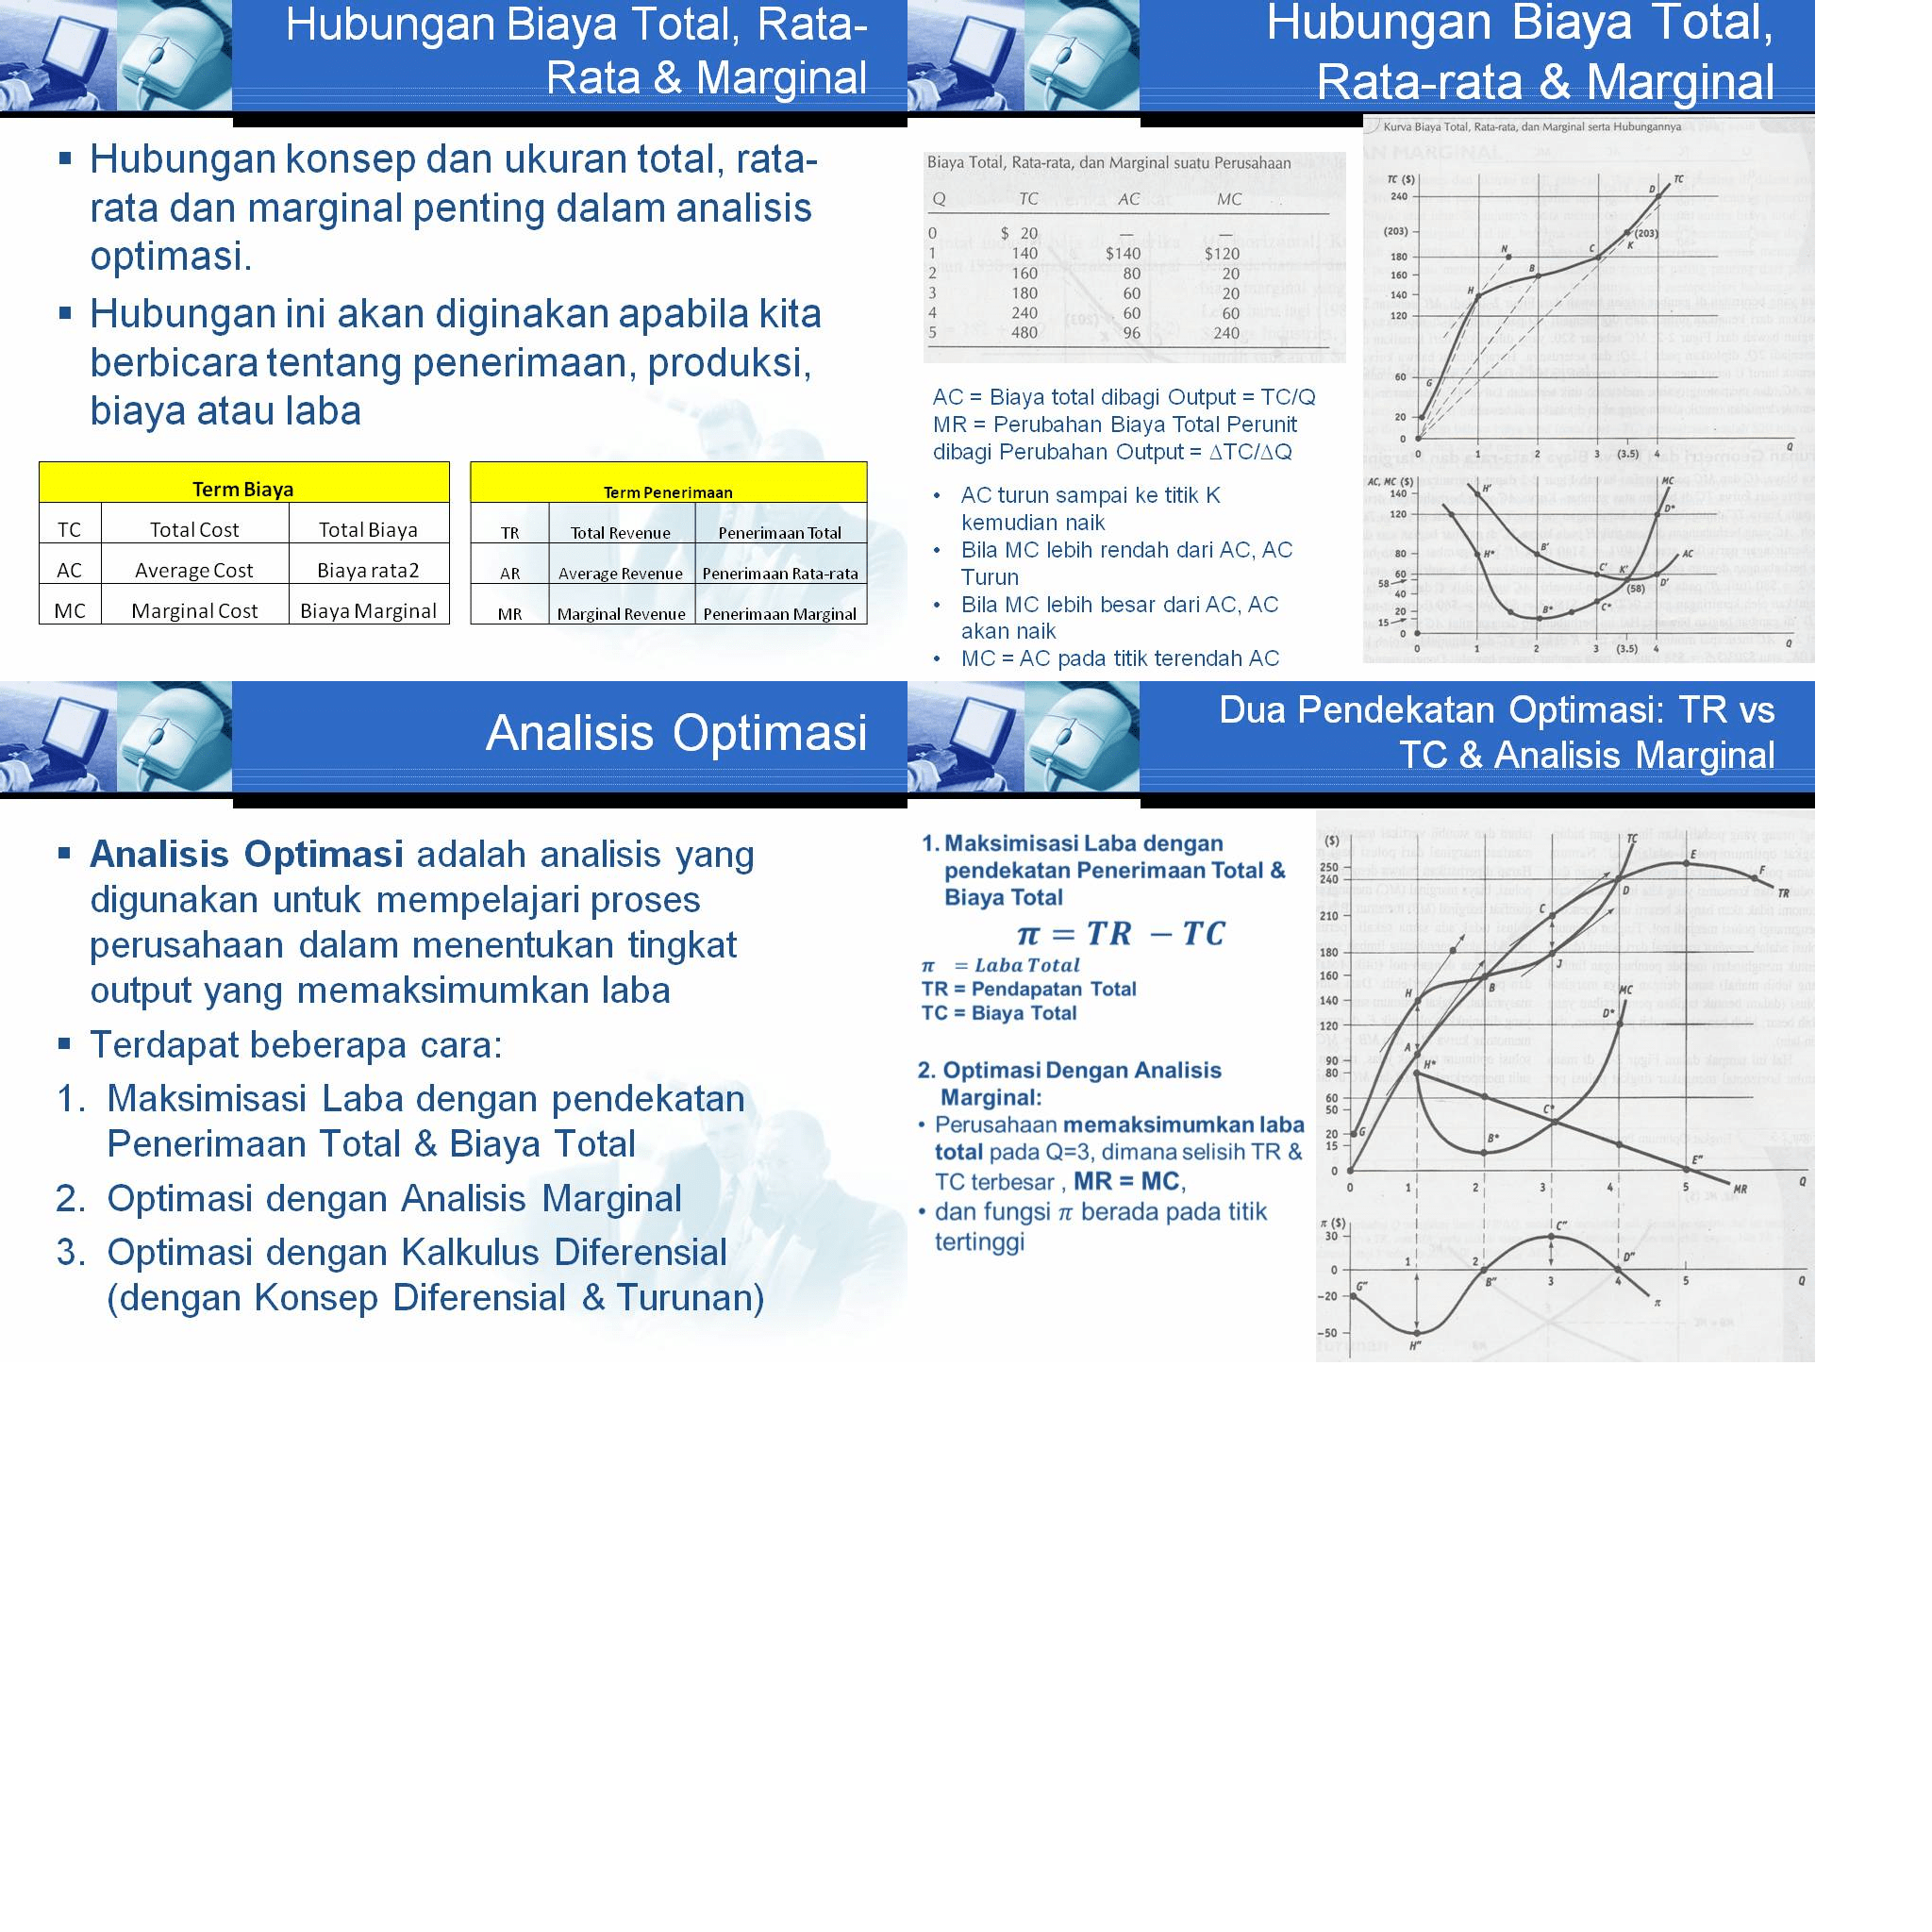 Hubungan Biaya Total, Rata-
Rata & Marginal
▪ Hubungan konsep dan ukuran total, rata-
rata dan marginal penting dalam analisis
optimasi.
▪ Hubungan ini akan diginakan apabila kita
berbicara tentang penerimaan, produksi,
biaya atau laba
Term Biaya
TC Total Cost Total Biaya
AC Average Cost Biaya rata2
MC Marginal Cost Biaya Marginal
Term Penerimaan
TR Total Revenue Penerimaan Total
AR Average Revenue Penerimaan Rata-rata
MR Marginal Revenue Penerimaan Marginal
Hubungan Biaya Total,
Rata-rata & Marginal
Biaya Total, Rata-rata, dan Marginal suatu Perusahaan
Q TC AC MC
0 $ 20 — —
1 140 $140 $120
2 160 80 20
3 180 60 20
4 240 60 60
5 480 96 240
AC = Biaya total dibagi Output = TC/Q
MR = Perubahan Biaya Total Perunit
dibagi Perubahan Output = ΔTC/ΔQ
• AC turun sampai ke titik K
kemudian naik
• Bila MC lebih rendah dari AC, AC
Turun
• Bila MC lebih besar dari AC, AC
akan naik
• MC = AC pada titik terendah AC
Kurva Biaya Total, Rata-rata, dan Marginal serta Hubungannya
TC ($)
240
(203)
180
160
140
120
60
20
0
G H N B C K (203) D TC
0 1 2 3 (3.5) 4 Q
AC, MC ($)
140
120
80
60
58
40
20
15
0
H' H" B' B" C' C" K' (58) D' D" MC AC
0 1 2 3 (3.5) 4 Q
Analisis Optimasi
▪ Analisis Optimasi adalah analisis yang
digunakan untuk mempelajari proses
perusahaan dalam menentukan tingkat
output yang memaksimumkan laba
▪ Terdapat beberapa cara:
1. Maksimisasi Laba dengan pendekatan
Penerimaan Total & Biaya Total
2. Optimasi dengan Analisis Marginal
3. Optimasi dengan Kalkulus Diferensial
(dengan Konsep Diferensial & Turunan)
Dua Pendekatan Optimasi: TR vs
TC & Analisis Marginal
1. Maksimisasi Laba dengan
pendekatan Penerimaan Total &
Biaya Total
π = TR − TC
π = Laba Total
TR = Pendapatan Total
TC = Biaya Total
2. Optimasi Dengan Analisis
Marginal:
• Perusahaan memaksimumkan laba
total pada Q=3, dimana selisih TR &
TC terbesar , MR = MC,
• dan fungsi π berada pada titik
tertinggi
($)
250
240
210
180
160
140
120
90
80
60
50
20
15
0
TC E F TR D C J B H MC D* A H* C* B* G E" MR
0 1 2 3 4 5 Q
π ($)
30
0
-20
-50
G" H" B" C" D" π
1 2 3 4 5 Q